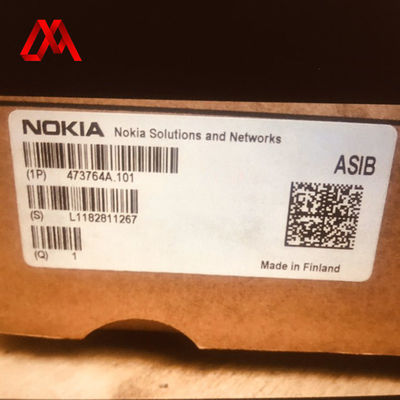 NOKIA Nokia Solutions and Networks
(1P) 473764A.101
ASIB
(S) L1182811267
(Q) 1
Made in Finland